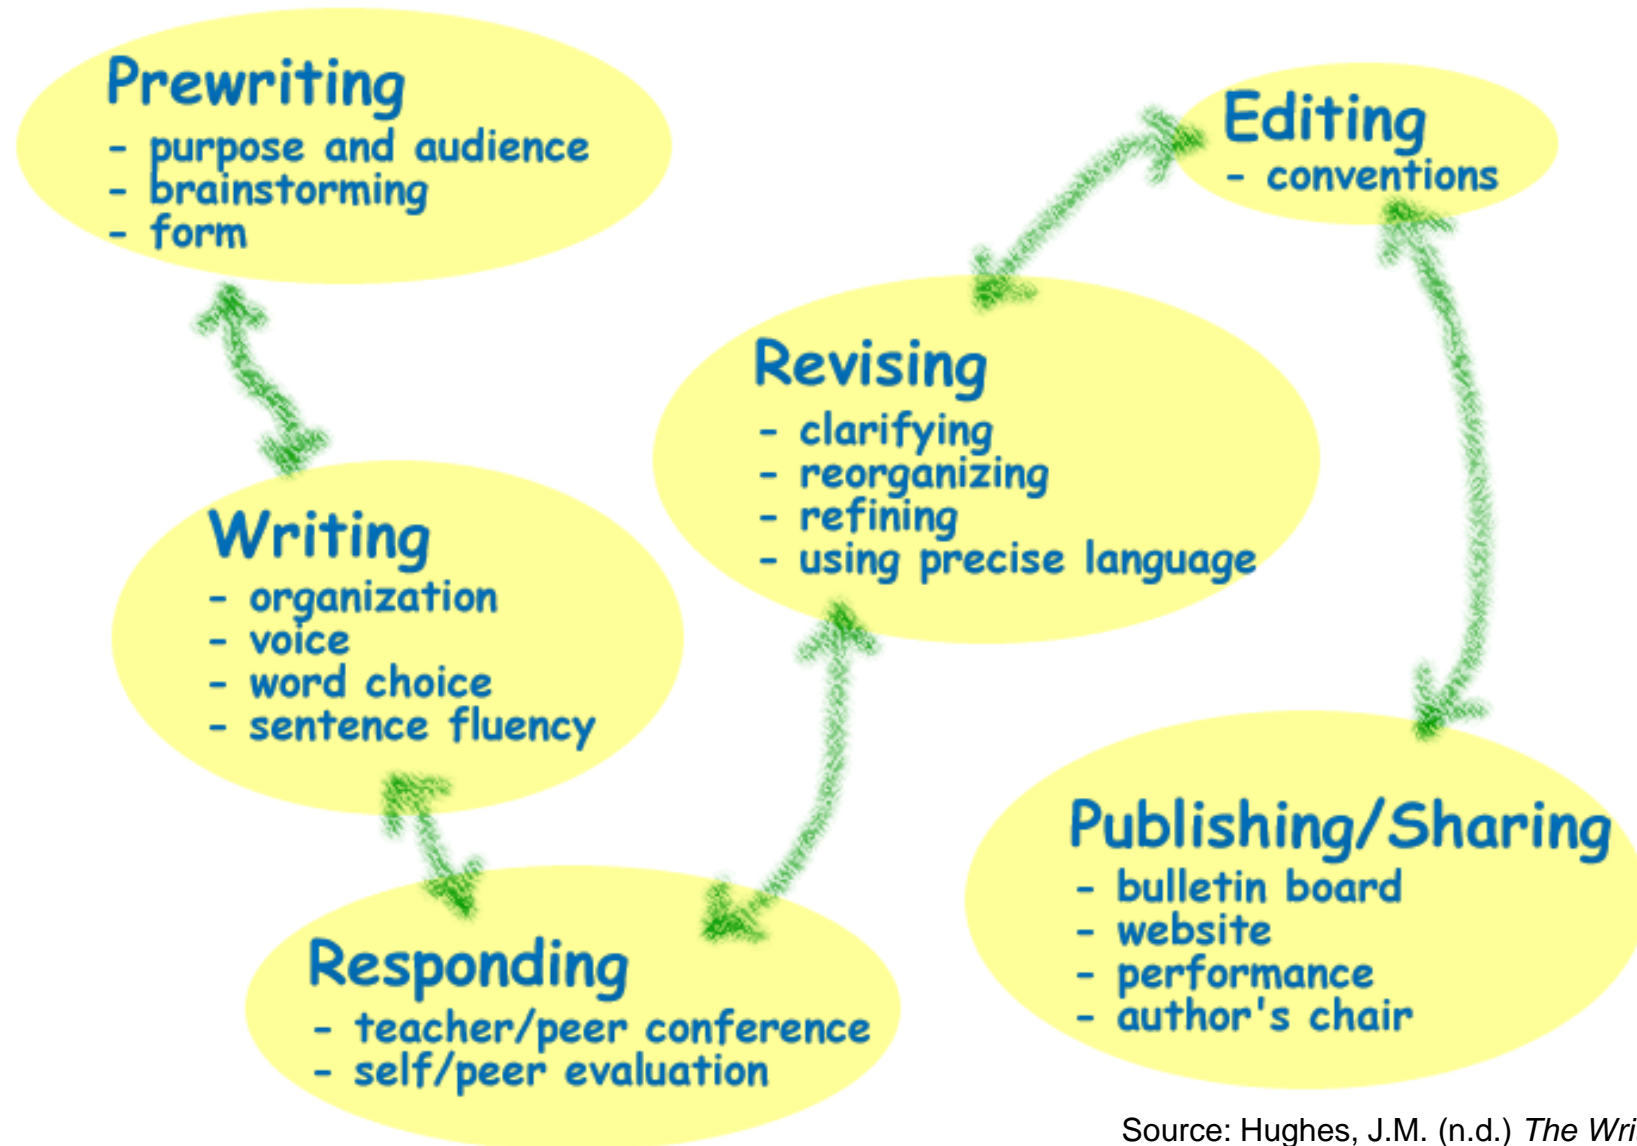 Prewriting
- purpose and audience
- brainstorming
- form
Writing
- organization
- voice
- word choice
- sentence fluency
Responding
- teacher/peer conference
- self/peer evaluation
Revising
- clarifying
- reorganizing
- refining
- using precise language
Editing
- conventions
Publishing/Sharing
- bulletin board
- website
- performance
- author's chair
Source: Hughes, J.M. (n.d.) The Wri